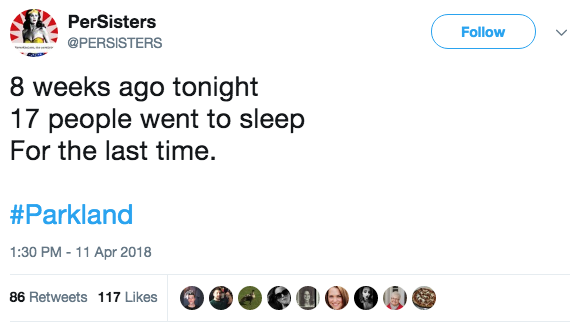 PerSisters
@PERSISTERS
Follow
8 weeks ago tonight
17 people went to sleep
For the last time.
#Parkland
1:30 PM - 11 Apr 2018
86 Retweets 117 Likes